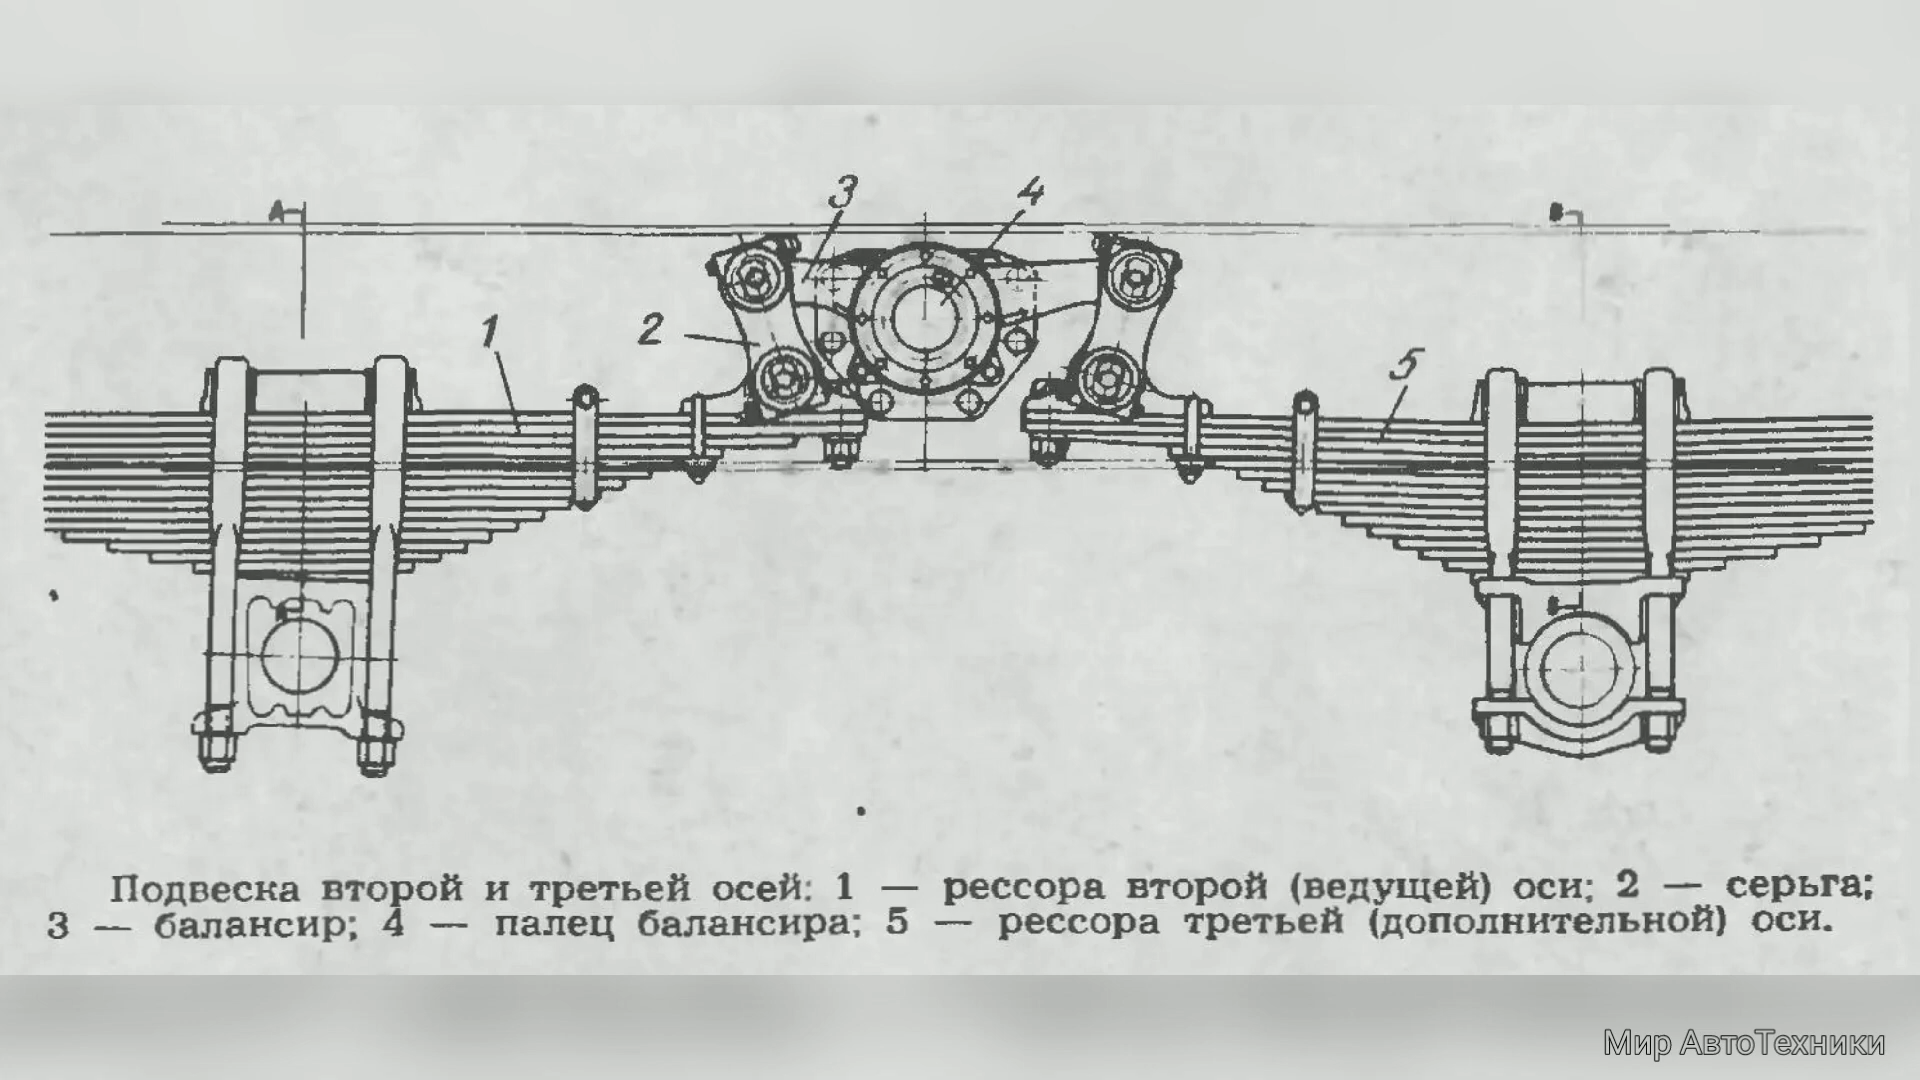 А
3
4
В
1
2
5
В
Подвеска второй и третьей осей: 1 — рессора второй (ведущей) оси; 2 — серьга;
3 — балансир; 4 — палец балансира; 5 — рессора третьей (дополнительной) оси.
Мир АвтоТехники